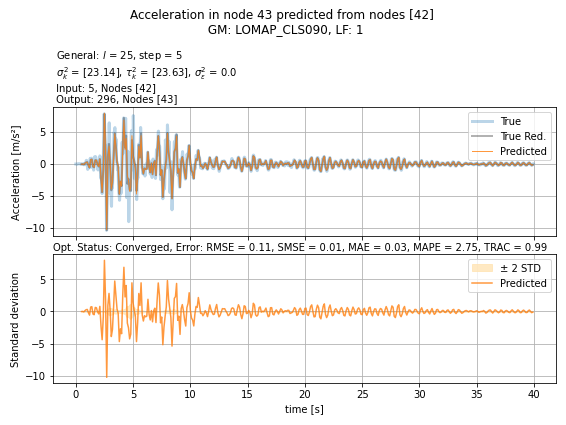 Acceleration in node 43 predicted from nodes [42]
GM: LOMAP_CLS090, LF: 1
General: l = 25, step = 5
σ²ₖ = [23.14], τ²ₖ = [23.63], σ²ε = 0.0
Input: 5, Nodes [42]
Output: 296, Nodes [43]
Acceleration [m/s²]
5
0
−5
−10
True
True Red.
Predicted
Opt. Status: Converged, Error: RMSE = 0.11, SMSE = 0.01, MAE = 0.03, MAPE = 2.75, TRAC = 0.99
Standard deviation
5
0
−5
−10
± 2 STD
Predicted
0 5 10 15 20 25 30 35 40
time [s]